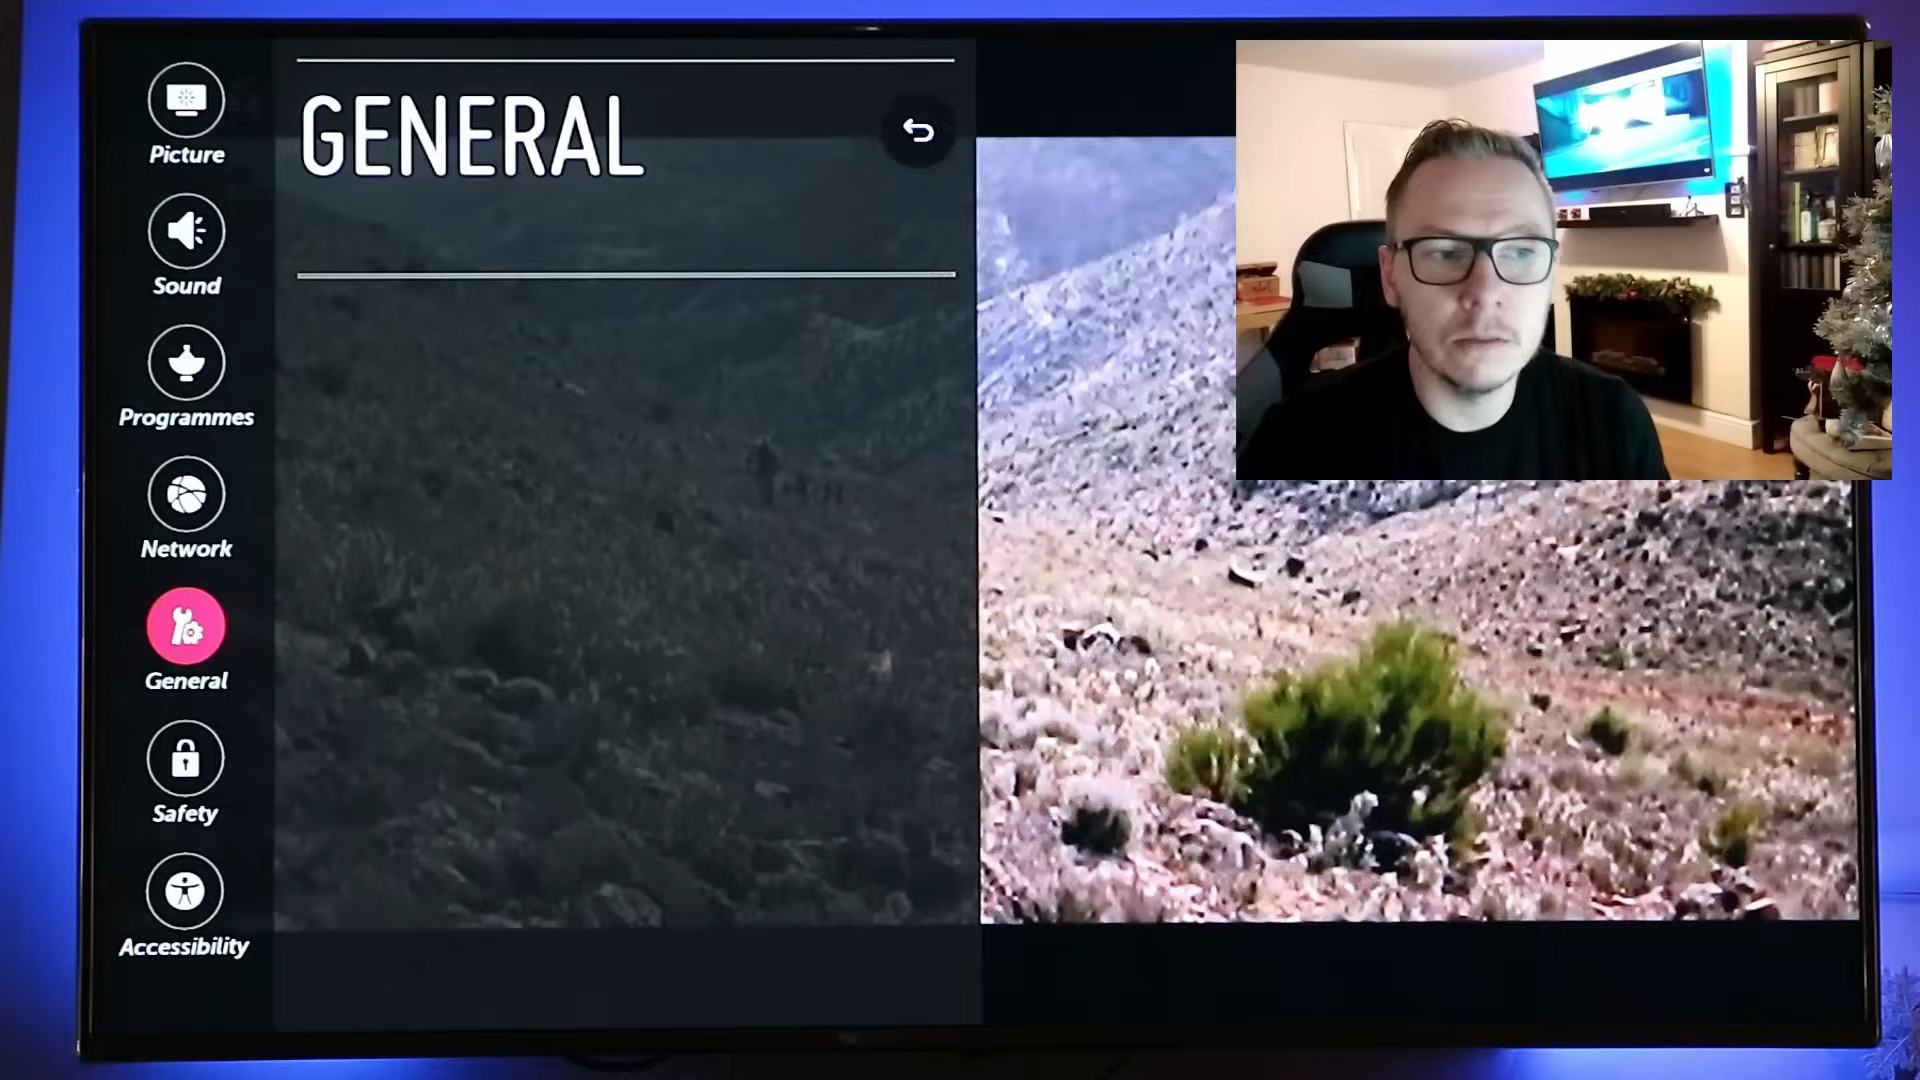 GENERAL
Picture
Sound
Programmes
Network
General
Safety
Accessibility